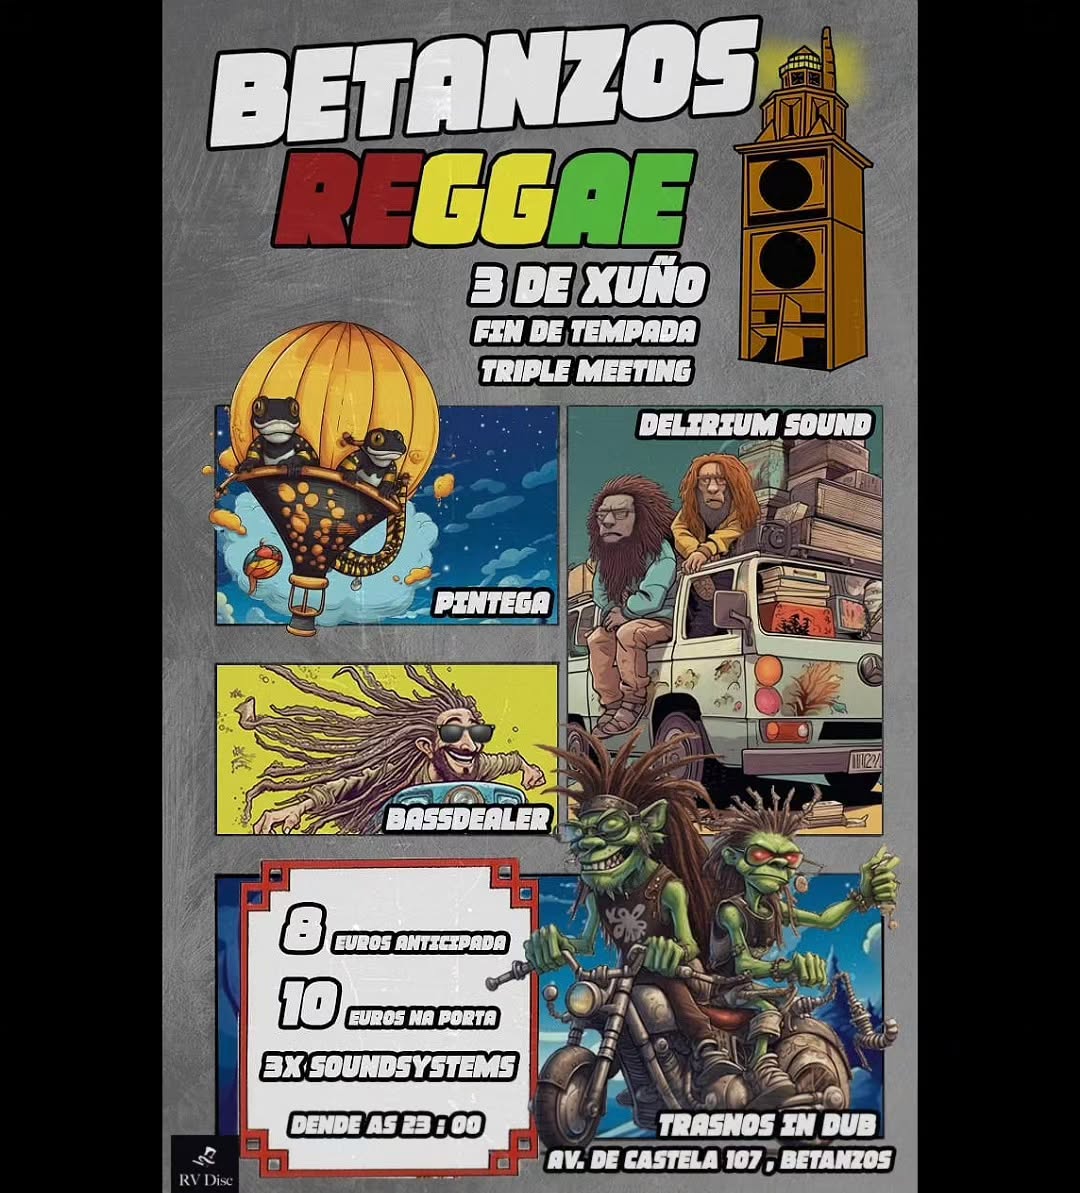 BETANZOS
REGGAE
3 DE XUÑO
FIN DE TEMPADA
TRIPLE MEETING
DELIRIUM SOUND
PINTEGA
BASSDEALER
8 EUROS ANTICIPADA
10 EUROS NA PORTA
3X SOUNDSYSTEMS
DENDE AS 23 : 00
TRASNOS IN DUB
AV. DE CASTELA 107 , BETANZOS
RV Disc